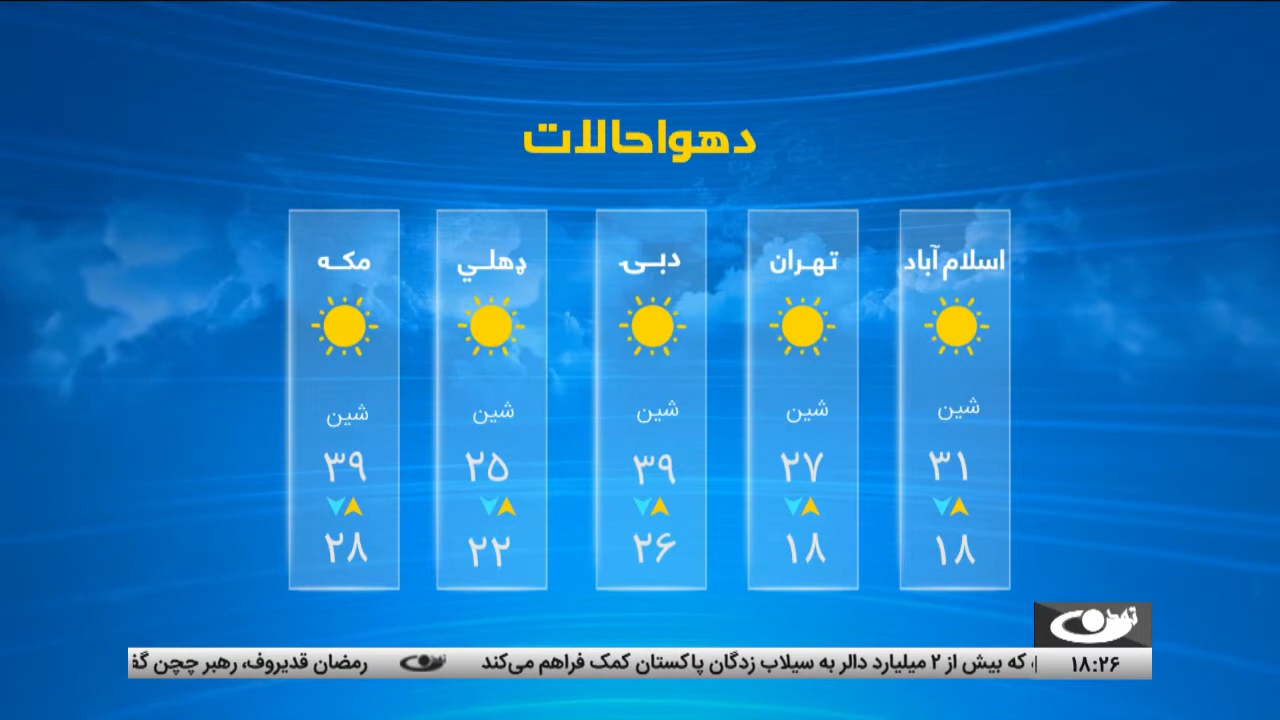 دهواحالات
اسلام آباد
شین
۳۱
۱۸
تهران
شین
۲۷
۱۸
دبۍ
شین
۳۹
۲۶
ډهلي
شین
۲۵
۲۲
مکه
شین
۳۹
۲۸
تمدن
۱۸:۲۶
که بیش از ۲ میلیارد دالر به سیلاب زدگان پاکستان کمک فراهم می‌کند
رمضان قدیروف، رهبر چچن